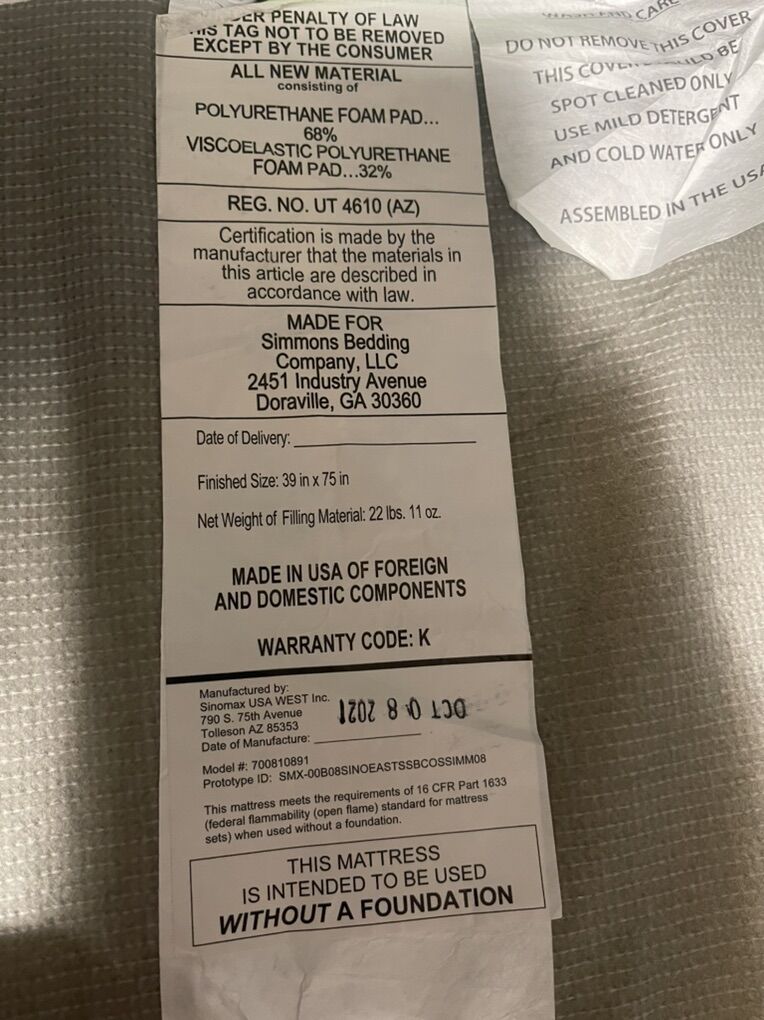 PENALTY OF LAW
TAG NOT TO BE REMOVED
EXCEPT BY THE CONSUMER
ALL NEW MATERIAL
consisting of
POLYURETHANE FOAM PAD...
68%
VISCOELASTIC POLYURETHANE
FOAM PAD...32%
REG. NO. UT 4610 (AZ)
Certification is made by the
manufacturer that the materials in
this article are described in
accordance with law.
MADE FOR
Simmons Bedding
Company, LLC
2451 Industry Avenue
Doraville, GA 30360
Date of Delivery:
Finished Size: 39 in x 75 in
Net Weight of Filling Material: 22 lbs. 11 oz.
MADE IN USA OF FOREIGN
AND DOMESTIC COMPONENTS
WARRANTY CODE: K
Manufactured by:
Sinomax USA WEST Inc.
790 S. 75th Avenue
Tolleson AZ 85353
Date of Manufacture:
OCT 0 8 2021
Model #: 700810891
Prototype ID: SMX-00B08SINOEASTSSBCOSSIMM08
This mattress meets the requirements of 16 CFR Part 1633
(federal flammability (open flame) standard for mattress
sets) when used without a foundation.
THIS MATTRESS
IS INTENDED TO BE USED
WITHOUT A FOUNDATION
AND CARE
DO NOT REMOVE THIS COVER
THIS BE
SPOT CLEANED ONLY
USE MILD DETERGENT
AND COLD WATER ONLY
ASSEMBLED IN THE USA